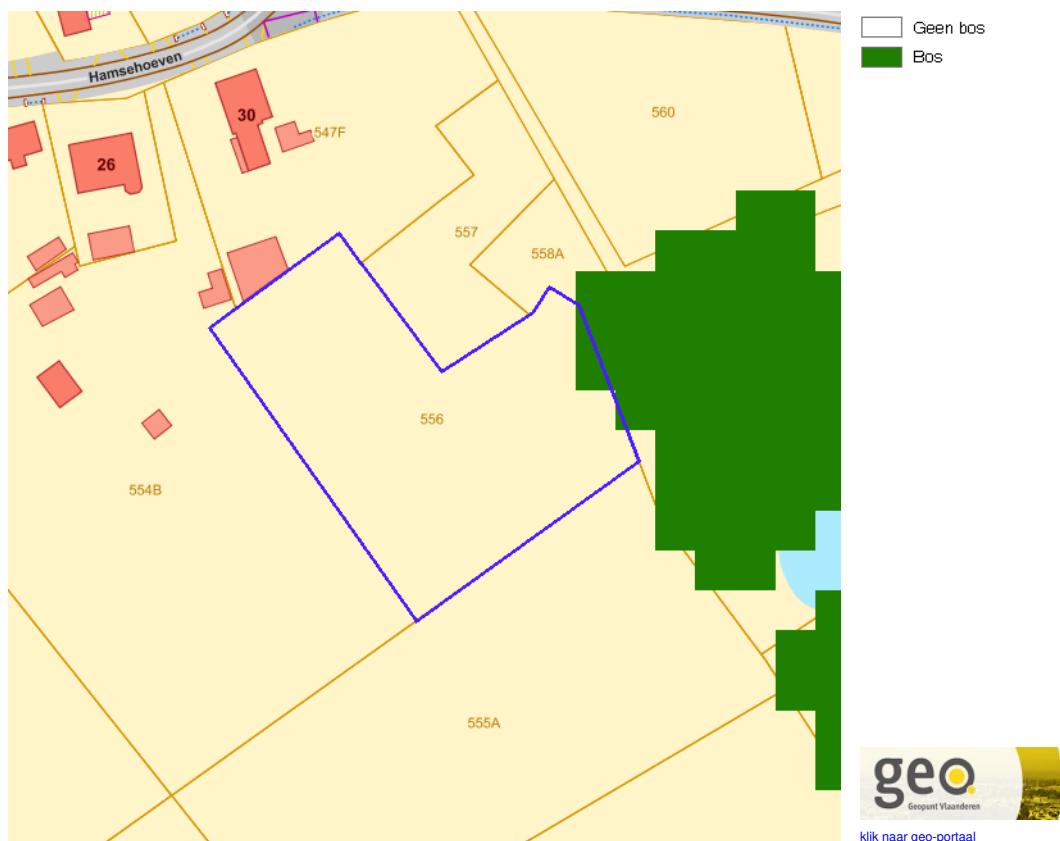 Geen bos
Bos
Hamsehoeven
30
547F
560
26
557
558A
556
554B
555A
geo
Geopunt Vlaanderen
klik naar geo-portaal